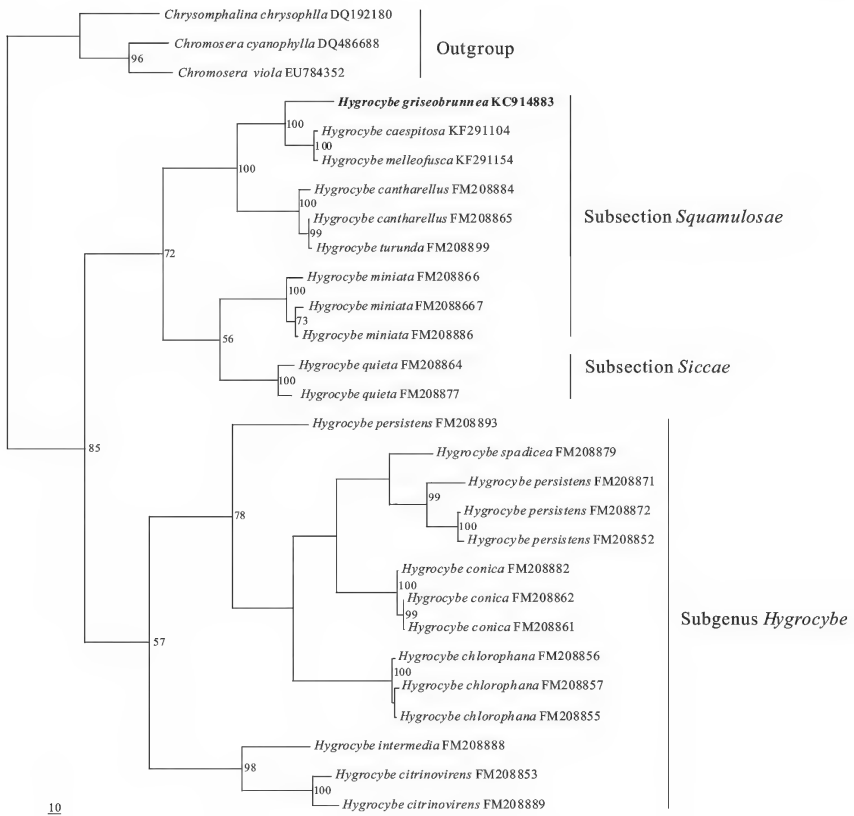 Chrysomphalina chrysophlla DQ192180
Chromosera cyanophylla DQ486688
96
Chromosera viola EU784352
Outgroup
Hygrocybe griseobrunnea KC914883
100
Hygrocybe caespitosa KF291104
100
Hygrocybe melleofusca KF291154
100
Hygrocybe cantharellus FM208884
100
Hygrocybe cantharellus FM208865
99
Hygrocybe turunda FM208899
Subsection Squamulosae
72
Hygrocybe miniata FM208866
100
Hygrocybe miniata FM2088667
73
Hygrocybe miniata FM208886
56
Hygrocybe quieta FM208864
100
Hygrocybe quieta FM208877
Subsection Siccae
85
Hygrocybe persistens FM208893
Hygrocybe spadicea FM208879
Hygrocybe persistens FM208871
99
Hygrocybe persistens FM208872
100
Hygrocybe persistens FM208852
78
Hygrocybe conica FM208882
100
Hygrocybe conica FM208862
99
Hygrocybe conica FM208861
Subgenus Hygrocybe
57
Hygrocybe chlorophana FM208856
100
Hygrocybe chlorophana FM208857
Hygrocybe chlorophana FM208855
Hygrocybe intermedia FM208888
98
Hygrocybe citrinovirens FM208853
100
Hygrocybe citrinovirens FM208889
10